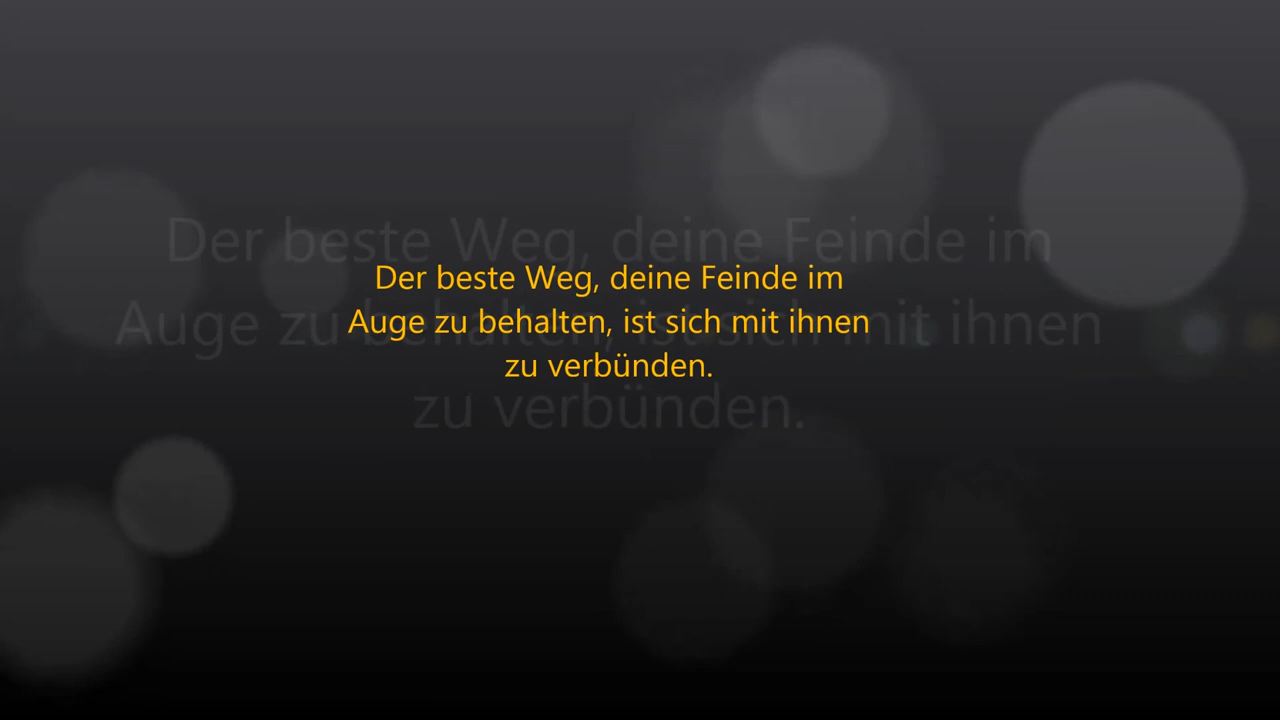 Der beste Weg, deine Feinde im
Auge zu behalten, ist sich mit ihnen
zu verbünden.